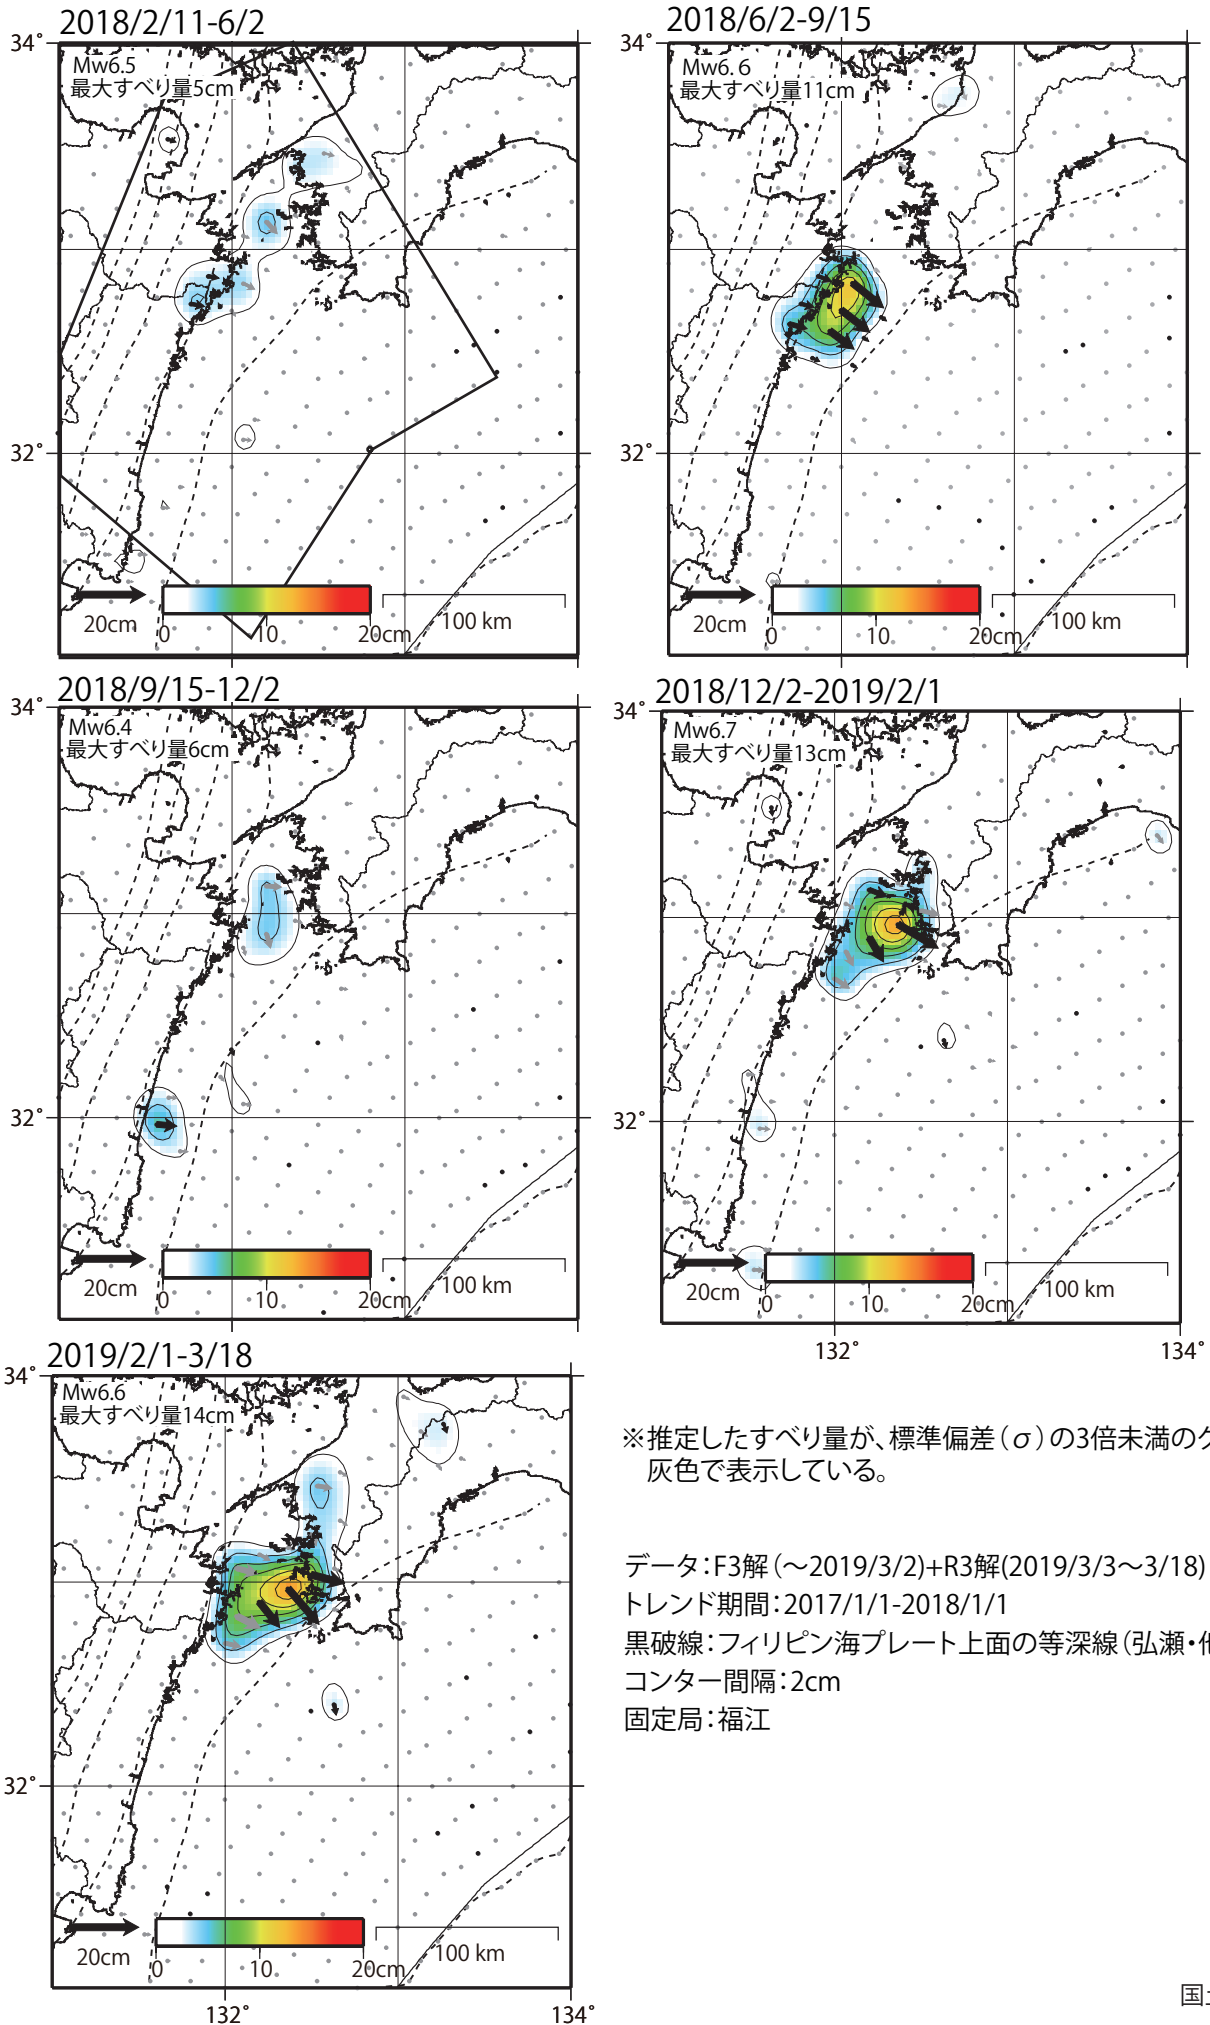 2018/2/11-6/2
34°
Mw6.5
最大すべり量5cm
32°
20cm
0
10
20cm
100 km
2018/6/2-9/15
34°
Mw6.6
最大すべり量11cm
32°
20cm
0
10
20cm
100 km
2018/9/15-12/2
34°
Mw6.4
最大すべり量6cm
32°
20cm
0
10
20cm
100 km
2018/12/2-2019/2/1
34°
Mw6.7
最大すべり量13cm
32°
20cm
0
10
20cm
100 km
132°
134°
2019/2/1-3/18
34°
Mw6.6
最大すべり量14cm
32°
20cm
0
10
20cm
100 km
132°
134°
※推定したすべり量が、標準偏差(σ)の3倍未満の
灰色で表示している。
データ:F3解(～2019/3/2)+R3解(2019/3/3～3/18)
トレンド期間:2017/1/1-2018/1/1
黒破線:フィリピン海プレート上面の等深線(弘瀬・
コンター間隔:2cm
固定局:福江
国